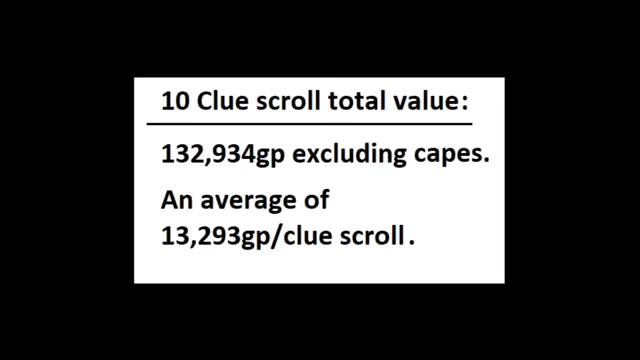 10 Clue scroll total value:
132,934gp excluding capes.
An average of
13,293gp/clue scroll.